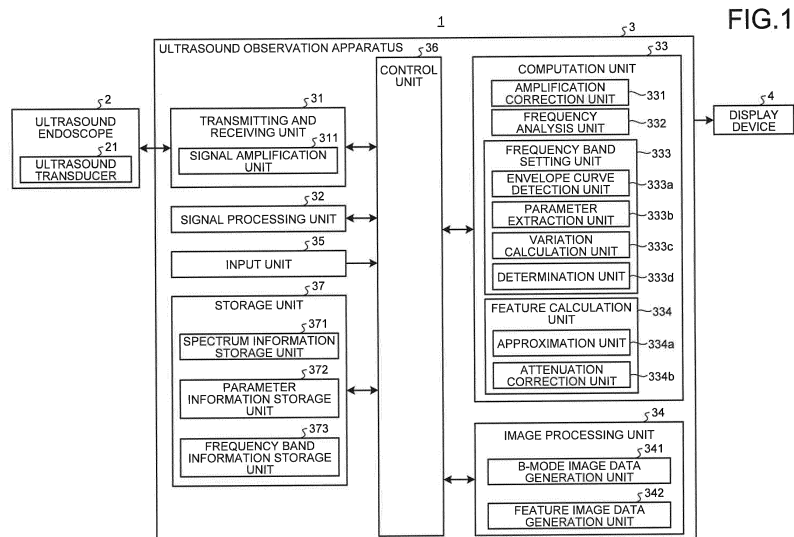 FIG.1
1
3
ULTRASOUND OBSERVATION APPARATUS
36
CONTROL
UNIT
2
ULTRASOUND
ENDOSCOPE
21
ULTRASOUND
TRANSDUCER
31
TRANSMITTING AND
RECEIVING UNIT
311
SIGNAL AMPLIFICATION
UNIT
32
SIGNAL PROCESSING UNIT
35
INPUT UNIT
37
STORAGE UNIT
371
SPECTRUM INFORMATION
STORAGE UNIT
372
PARAMETER
INFORMATION STORAGE
UNIT
373
FREQUENCY BAND
INFORMATION STORAGE
UNIT
33
COMPUTATION UNIT
AMPLIFICATION
CORRECTION UNIT
331
FREQUENCY
ANALYSIS UNIT
332
FREQUENCY BAND
SETTING UNIT
333
ENVELOPE CURVE
DETECTION UNIT
333a
PARAMETER
EXTRACTION UNIT
333b
VARIATION
CALCULATION UNIT
333c
DETERMINATION UNIT
333d
FEATURE CALCULATION
UNIT
334
APPROXIMATION UNIT
334a
ATTENUATION
CORRECTION UNIT
334b
34
IMAGE PROCESSING UNIT
341
B-MODE IMAGE DATA
GENERATION UNIT
342
FEATURE IMAGE DATA
GENERATION UNIT
4
DISPLAY
DEVICE